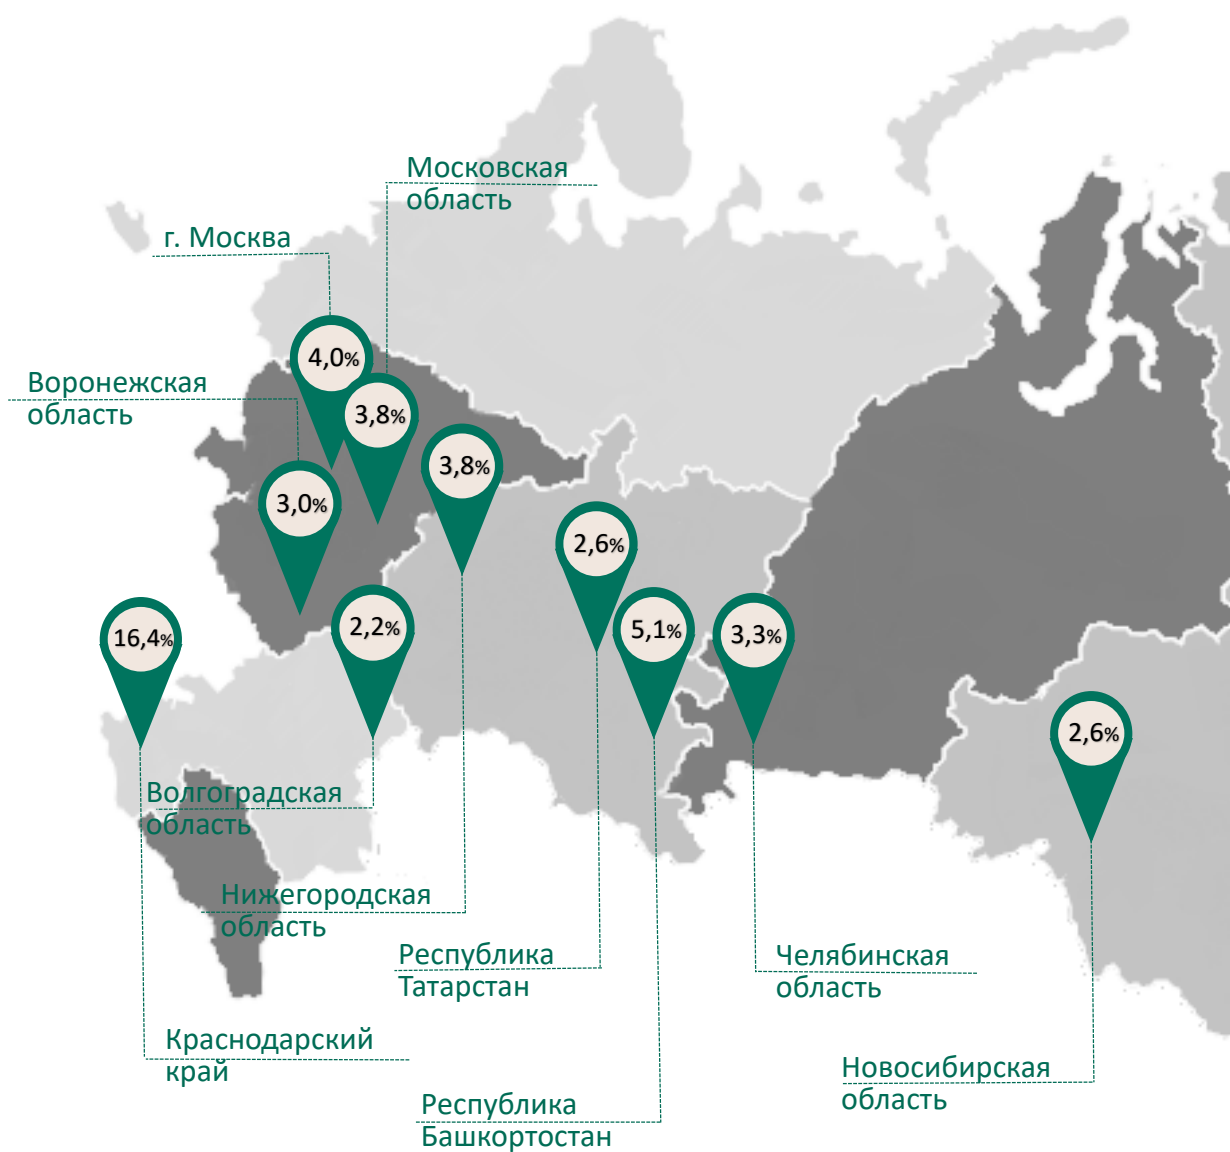 Московская
область
г. Москва
4,0%
Воронежская
область
3,8%
3,8%
3,0%
2,6%
16,4%
2,2%
5,1%
3,3%
2,6%
Волгоградская
область
Нижегородская
область
Республика
Татарстан
Челябинская
область
Краснодарский
край
Новосибирская
область
Республика
Башкортостан